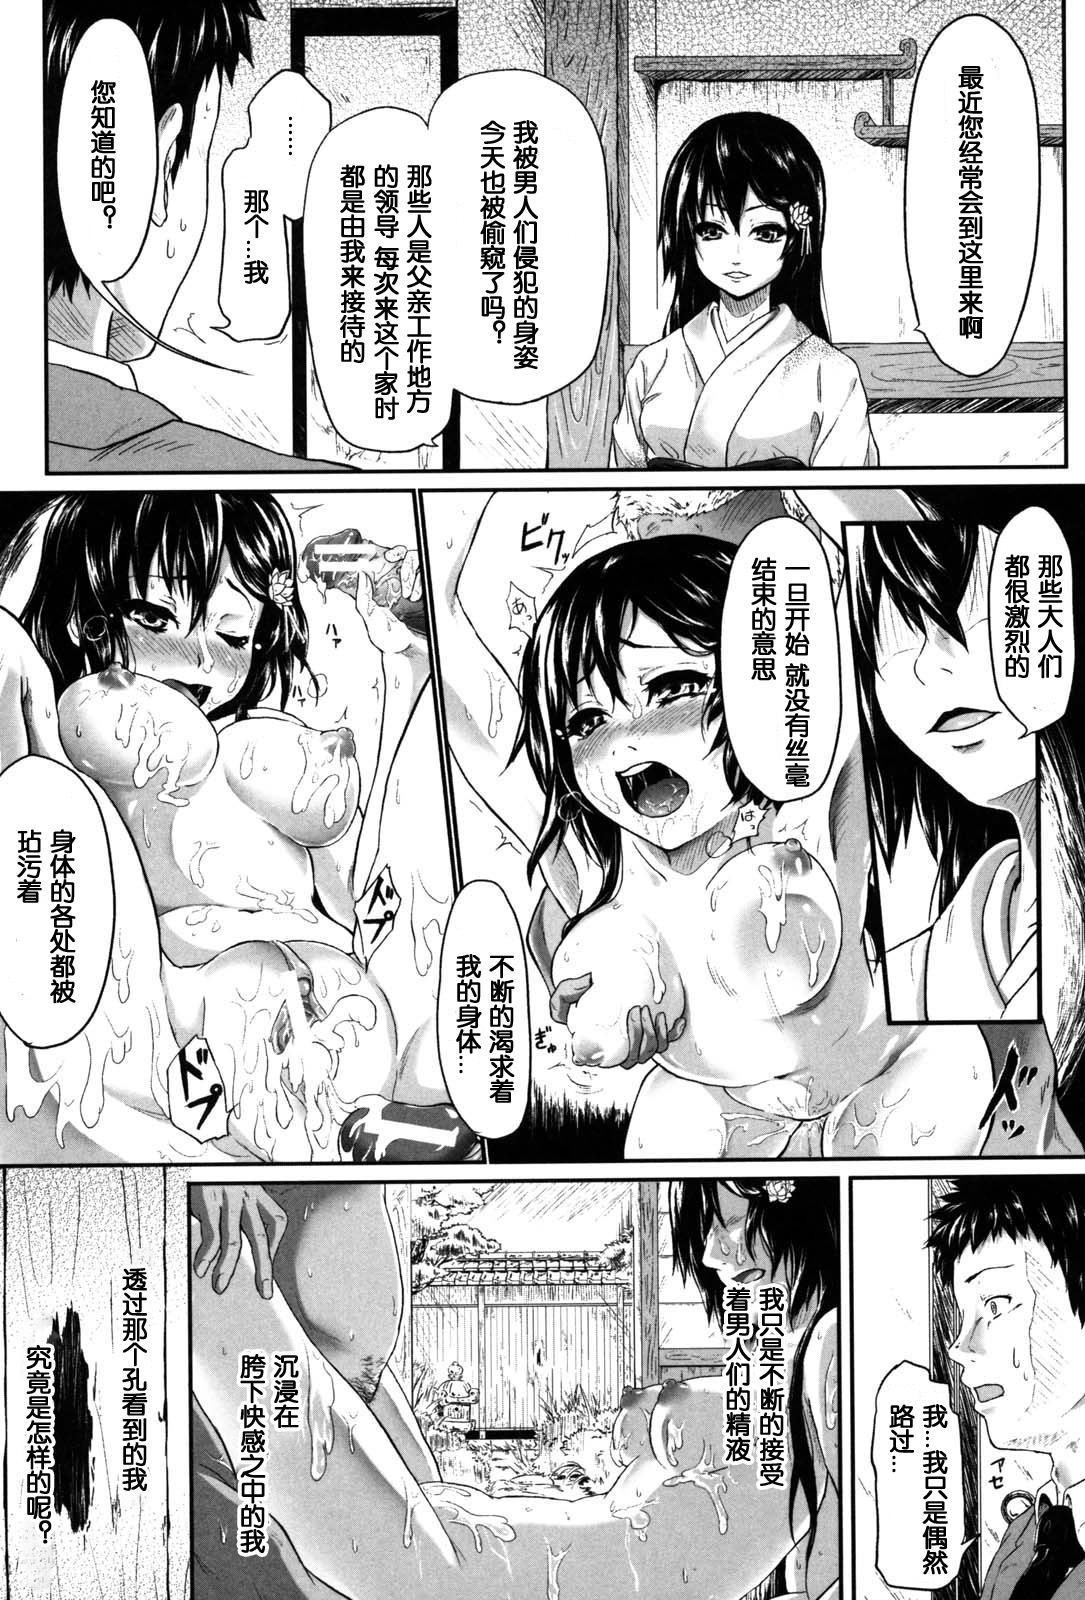 最近您经常会到这里来啊
我被男人们侵犯的身姿
今天也被偷窥了吗?
那些人是父亲工作地方
的领导 每次来这个家时
都是由我来接待的
……
那个…我
您知道的吧?
那些大人们
都很激烈的
一旦开始 就没有丝毫
结束的意思
ビクッ
あっ
はっ
ぎゅ
不断的渴求着
我的身体…
ハァ
ズプ
ズ
ドプ
身体的各处都被
玷污着
我…我只是偶然
路过…
アセ
我只是不断的接受
着男人们的精液
沉浸在
胯下快感之中的我
透过那个孔看到的我
究竟是怎样的呢?